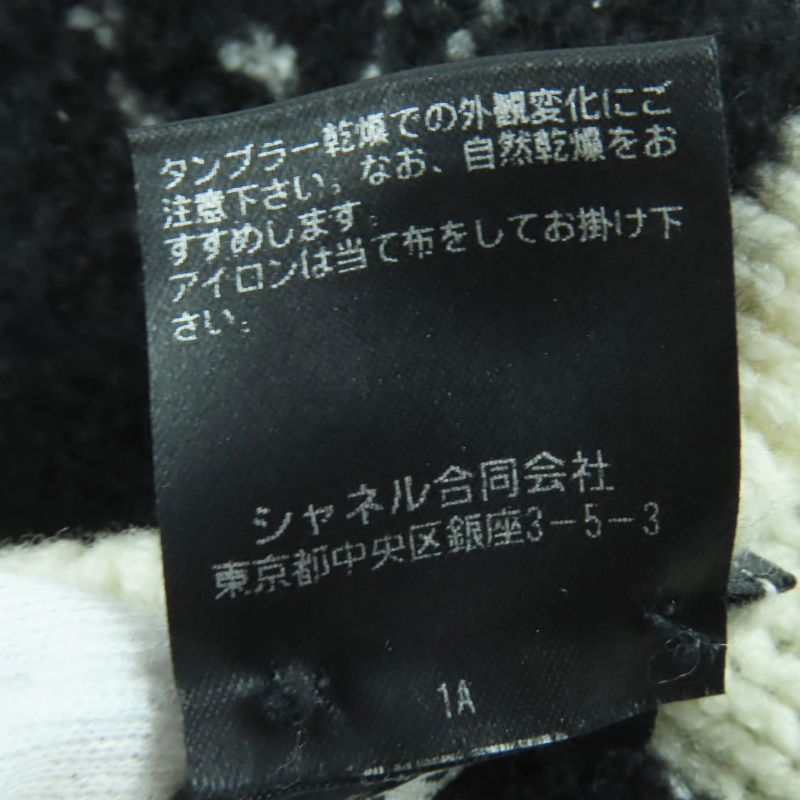 タンブラー乾燥での外観変化にご
注意下さい。なお、自然乾燥をお
すすめします。
アイロンは当て布をしてお掛け下
さい。
シャネル合同会社
東京都中央区銀座3-5-3
1A